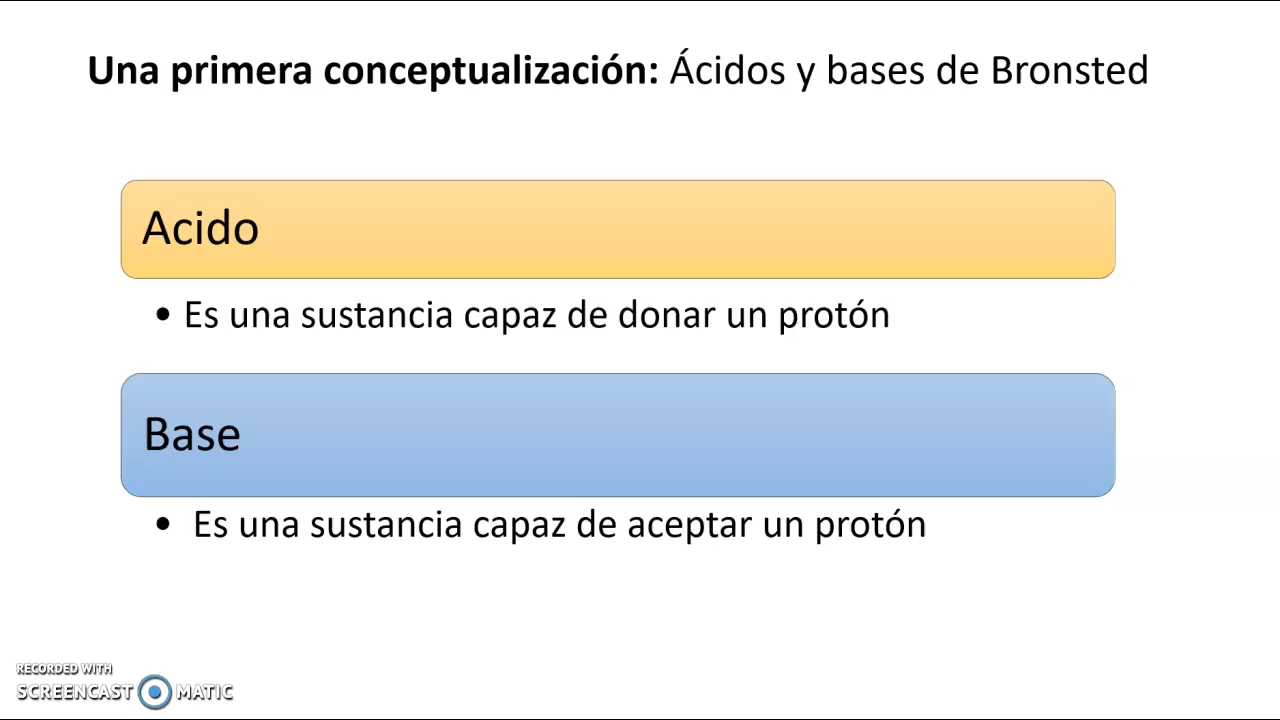 Una primera conceptualización: Ácidos y bases de Bronsted
Acido
• Es una sustancia capaz de donar un protón
Base
• Es una sustancia capaz de aceptar un protón
RECORDED WITH
SCREENCAST MATIC